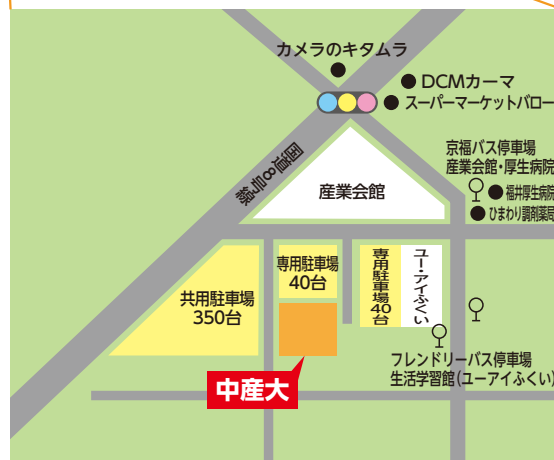 カメラのキタムラ
DCMカーマ
スーパーマーケットバロー
国道8号線
京福バス停車場
産業会館・厚生病院
福井厚生病院
ひまわり調剤薬局
産業会館
共用駐車場
350台
専用駐車場
40台
専用駐車場40台
ユー・アイふくい
フレンドリーバス停車場
生活学習館(ユーアイふくい)
中産大